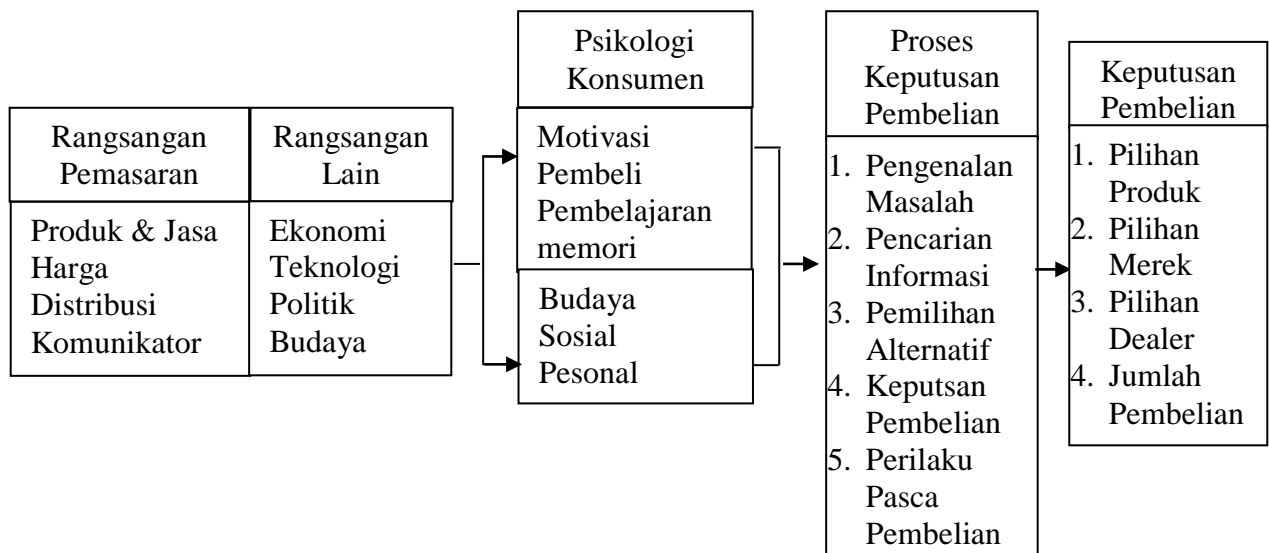 Rangsangan
Pemasaran
Produk & Jasa
Harga
Distribusi
Komunikator
Rangsangan
Lain
Ekonomi
Teknologi
Politik
Budaya
Psikologi
Konsumen
Motivasi
Pembeli
Pembelajaran
memori
Budaya
Sosial
Pesonal
Proses
Keputusan
Pembelian
1. Pengenalan
Masalah
2. Pencarian
Informasi
3. Pemilihan
Alternatif
4. Keputsan
Pembelian
5. Perilaku
Pasca
Pembelian
Keputusan
Pembelian
1. Pilihan
Produk
2. Pilihan
Merek
3. Pilihan
Dealer
4. Jumlah
Pembelian